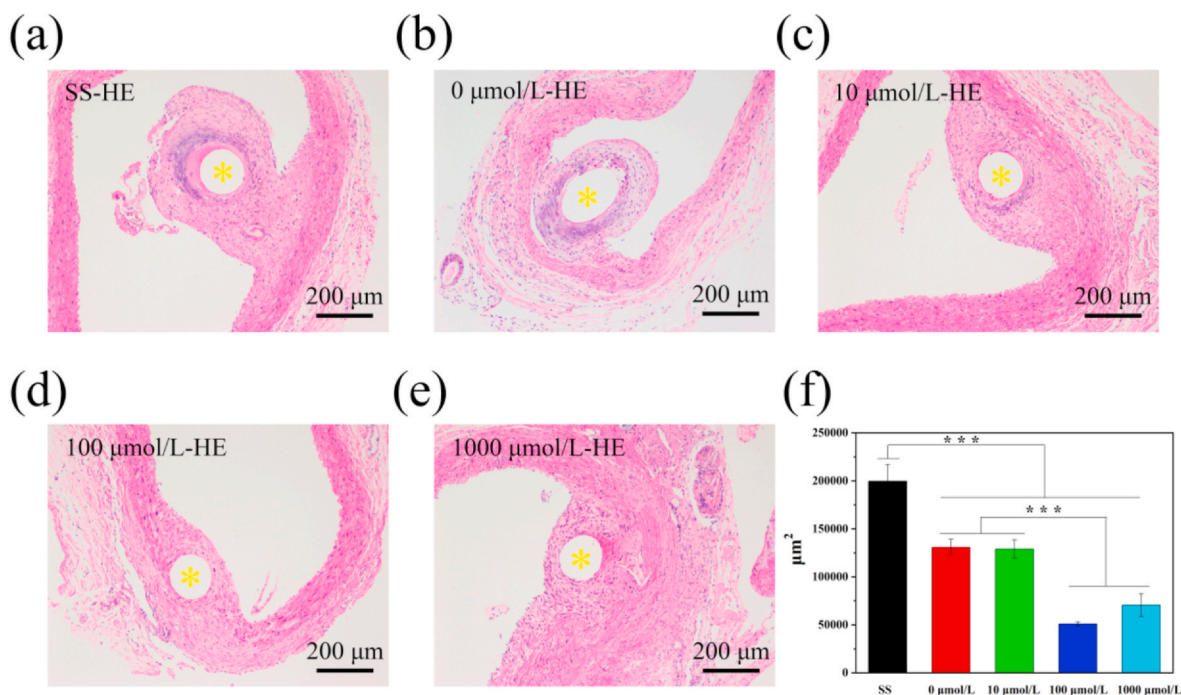 (a)
(b)
(c)
SS-HE
0 μmol/L-HE
10 μmol/L-HE
200 μm
200 μm
200 μm
(d)
(e)
(f)
100 μmol/L-HE
1000 μmol/L-HE
200 μm
200 μm
250000
200000
150000
100000
50000
0
μm²
***
***
SS
0 μmol/L
10 μmol/L
100 μmol/L
1000 μmol/L